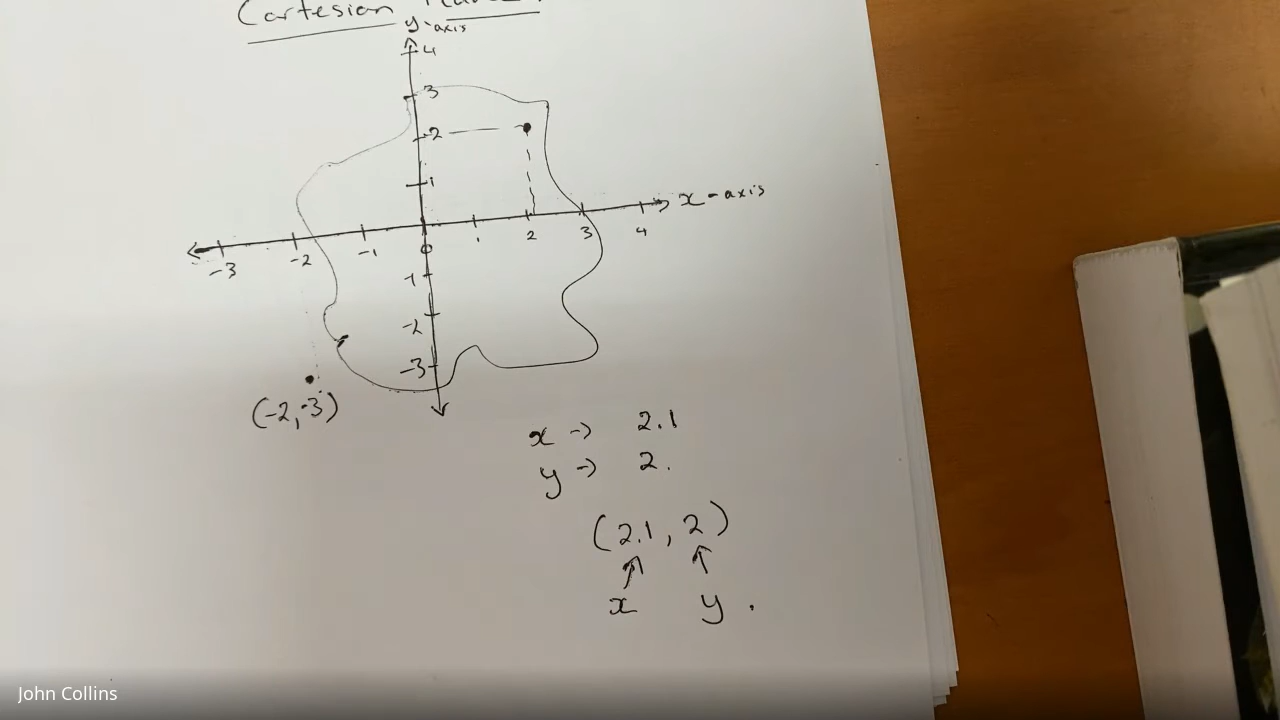 Cartesian
y-axis
4
3
2
1
x-axis
-3 -2 -1 0 1 2 3 4
-1
-2
-3
(-2,-3)
x -> 2.1
y -> 2.
(2.1, 2)
x y.
John Collins